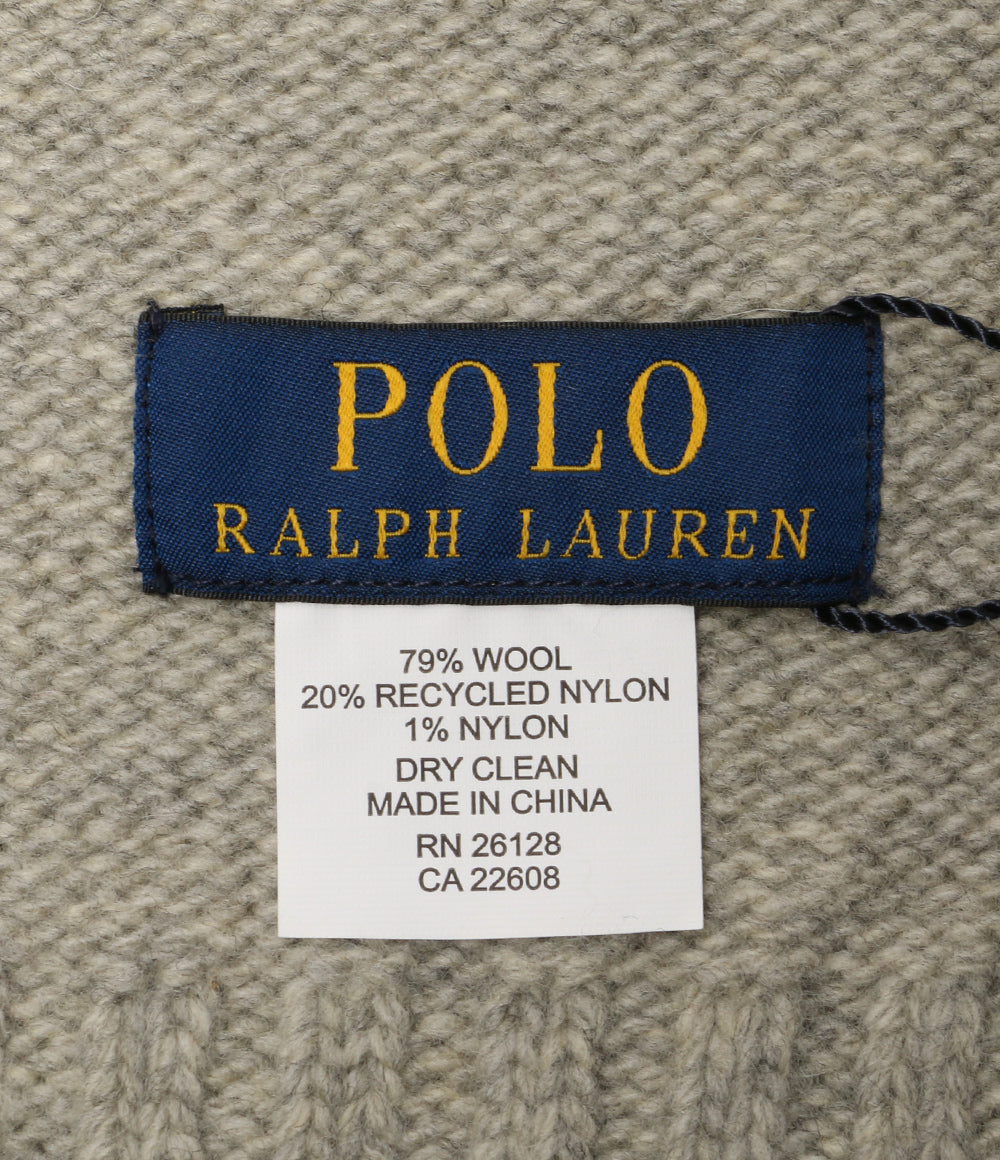 POLO
RALPH LAUREN
79% WOOL
20% RECYCLED NYLON
1% NYLON
DRY CLEAN
MADE IN CHINA
RN 26128
CA 22608